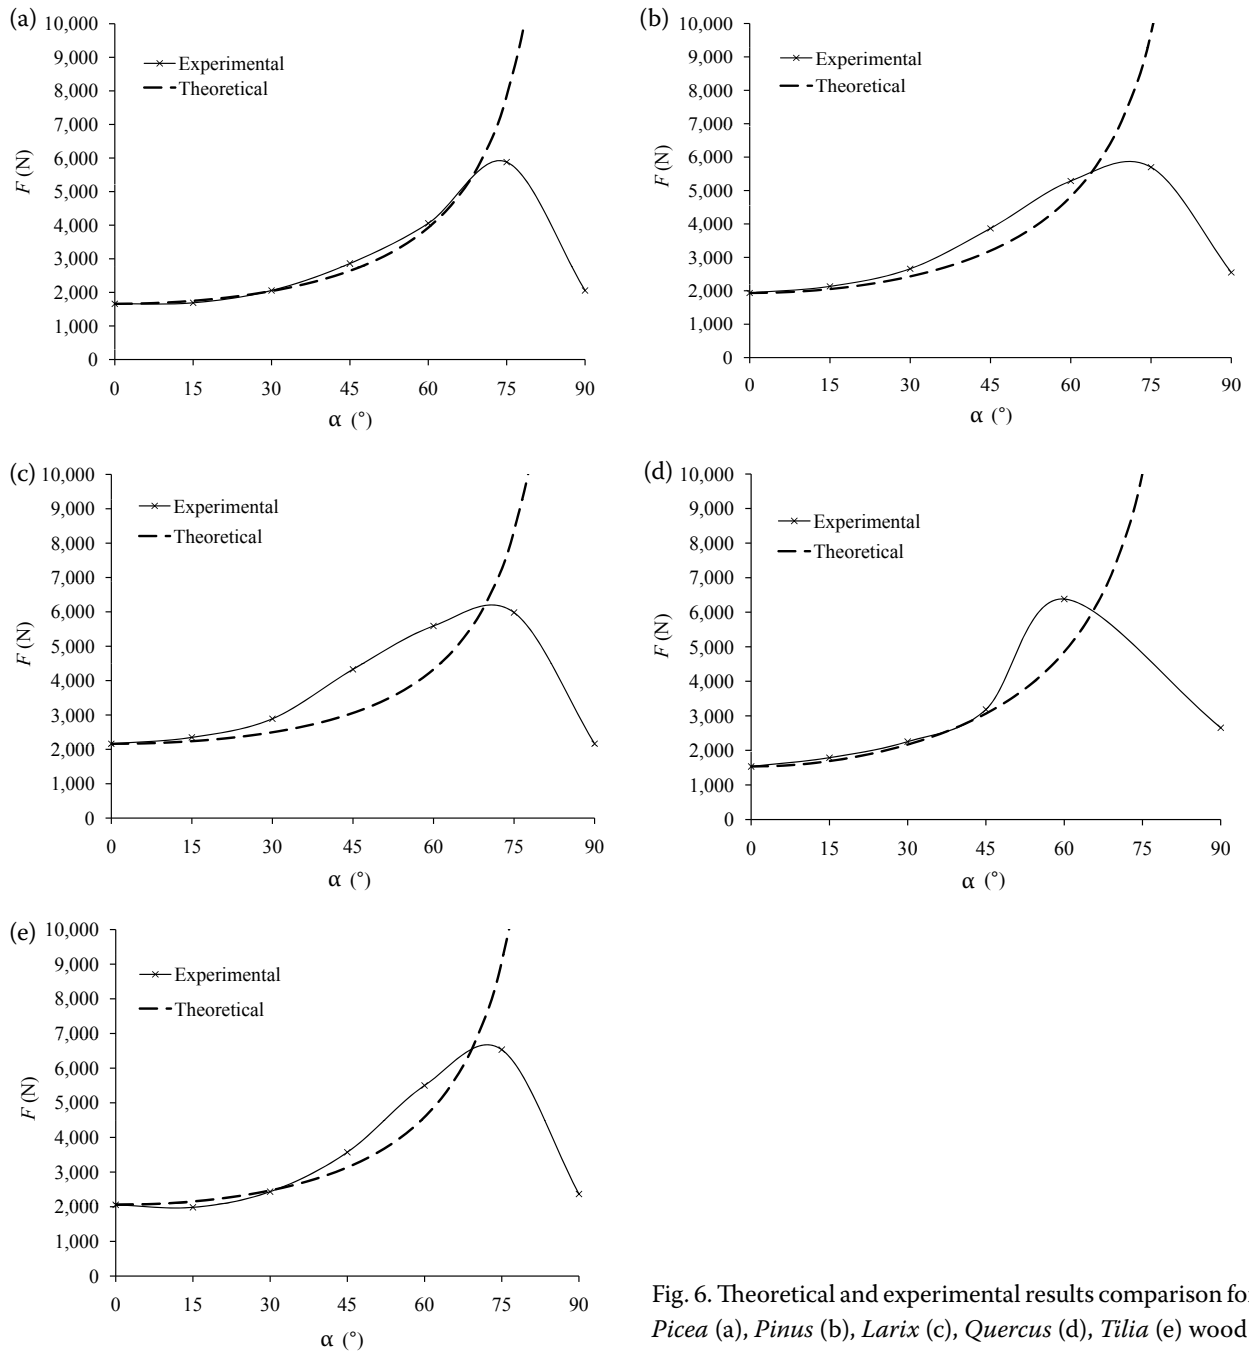 (a)
10,000
9,000
8,000
7,000
6,000
5,000
4,000
3,000
2,000
1,000
0
F (N)
Experimental
Theoretical
0 15 30 45 60 75 90
α (°)
(b)
10,000
9,000
8,000
7,000
6,000
5,000
4,000
3,000
2,000
1,000
0
F (N)
Experimental
Theoretical
0 15 30 45 60 75 90
α (°)
(c)
10,000
9,000
8,000
7,000
6,000
5,000
4,000
3,000
2,000
1,000
0
F (N)
Experimental
Theoretical
0 15 30 45 60 75 90
α (°)
(d)
10,000
9,000
8,000
7,000
6,000
5,000
4,000
3,000
2,000
1,000
0
F (N)
Experimental
Theoretical
0 15 30 45 60 75 90
α (°)
(e)
10,000
9,000
8,000
7,000
6,000
5,000
4,000
3,000
2,000
1,000
0
F (N)
Experimental
Theoretical
0 15 30 45 60 75 90
α (°)
Fig. 6. Theoretical and experimental results comparison
Picea (a), Pinus (b), Larix (c), Quercus (d), Tilia (e) wood